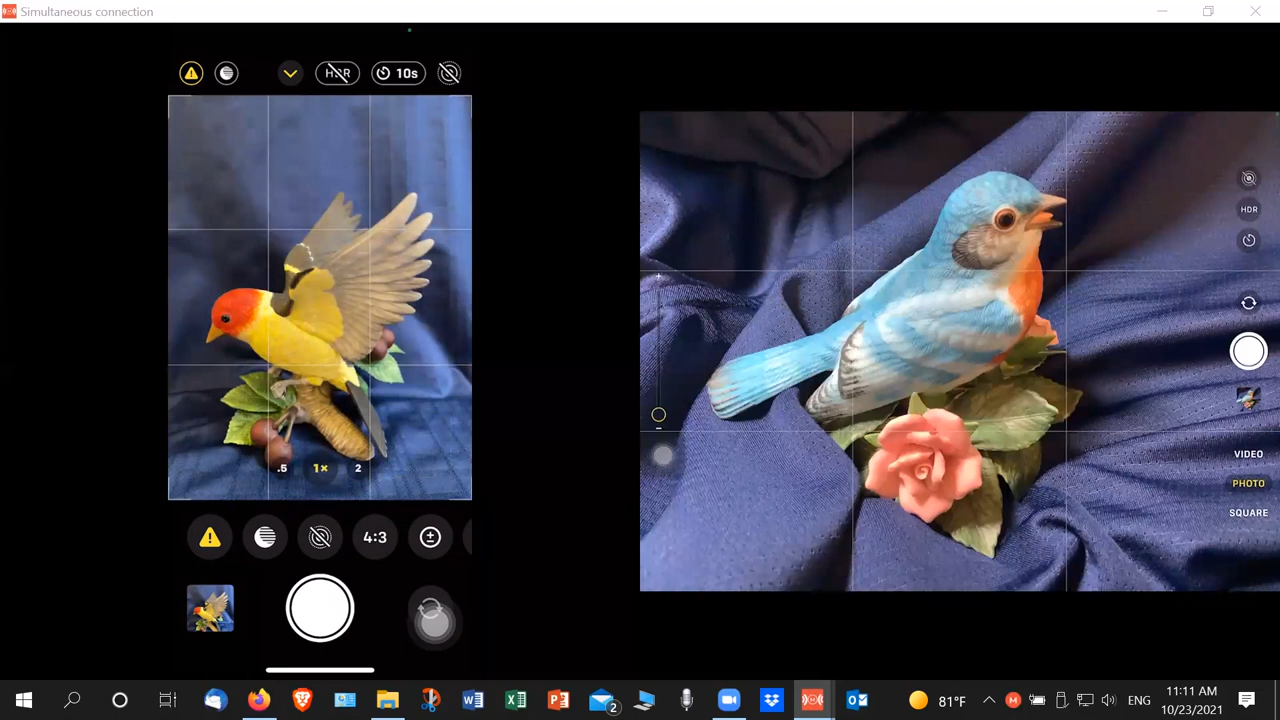 Simultaneous connection
HDR
10s
HDR
.5 1× 2
VIDEO
PHOTO
SQUARE
4:3
2
81°F
ENG
11:11 AM
10/23/2021